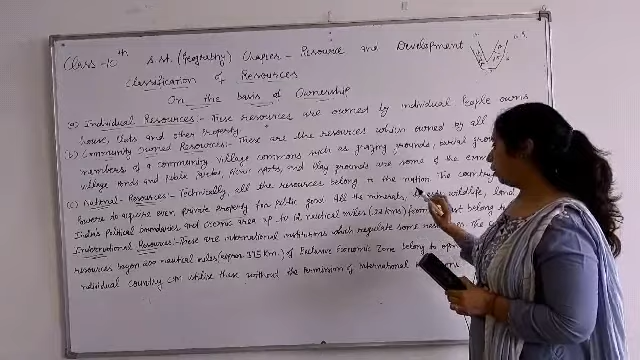 Class-10th S.st. (Geography) Chapter - Resource and Development
Classification of Resources
On the basis of Ownership
(a) Individual Resources:- These resources are owned by individual People owns
house, Plots and other property.
(b) Community Owned Resources:- These are the resources which owned by all
members of a community village commons such as grazing grounds, burial
village Ponds and Public Parks, Picnic spots, and Play grounds are some of the
(c) National Resources - Technically, all the resources belong to the nation The country
Powers to acquire even private property for public good. All the minerals, wildlife, land
India's Political boundaries and Oceanic area up to 12 nautical miles (22 Km) from
International Resources:- These are international institutions which regulate some The
resources beyond 200 nautical miles of Exclusive Economic Zone belong to open
individual country can utilise these without the Permission of International